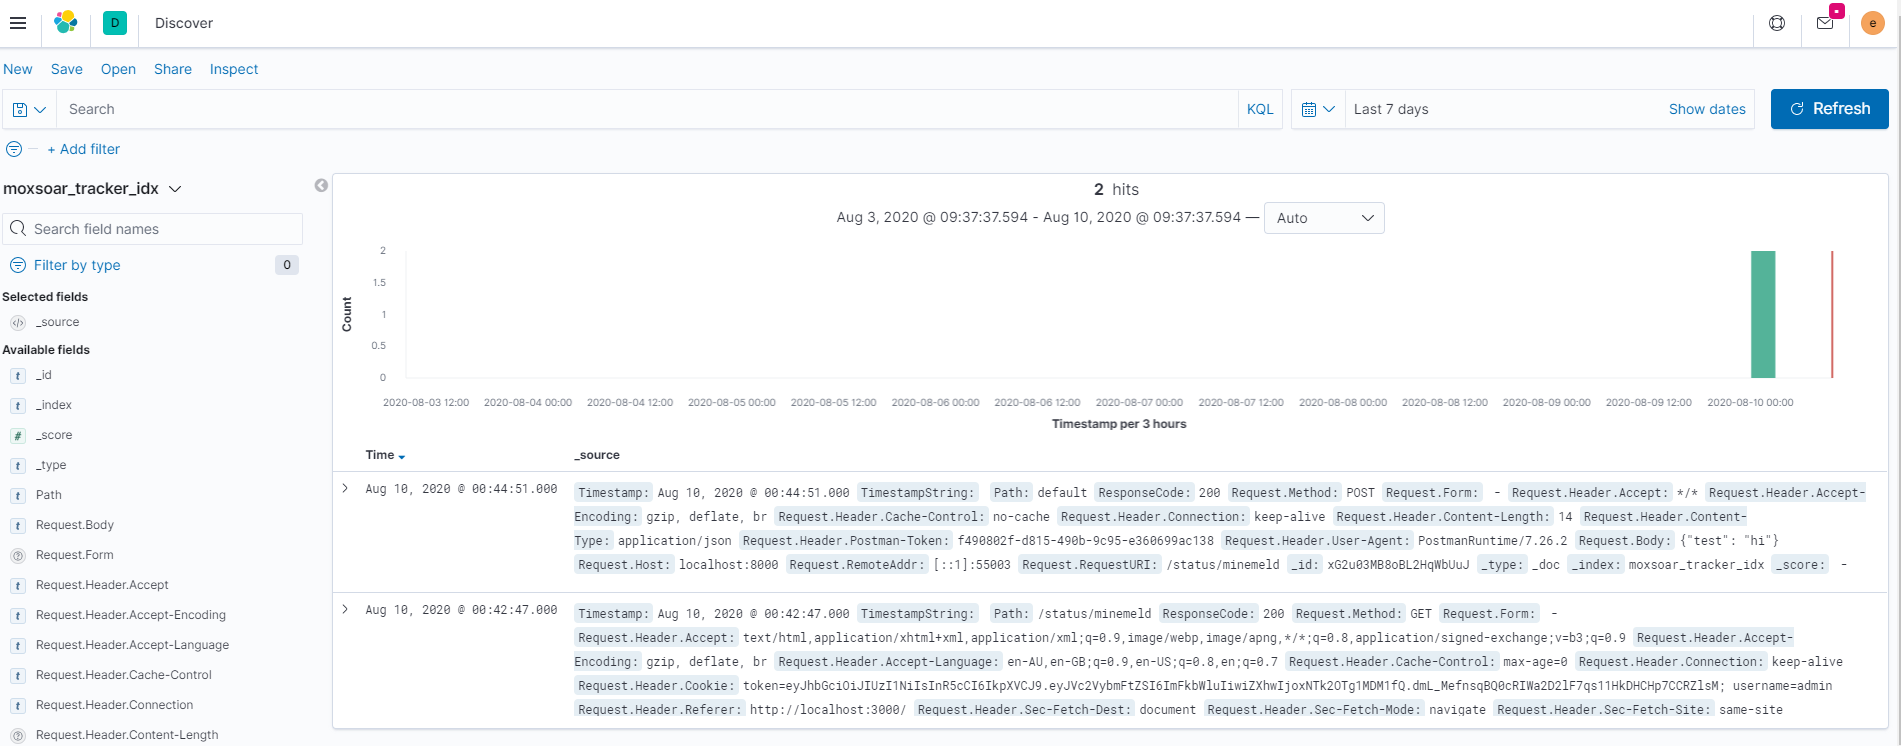 D Discover e
New Save Open Share Inspect
Search KQL Last 7 days Show dates Refresh
+ Add filter
moxsoar_tracker_idx
Search field names
Filter by type 0
Selected fields
_source
Available fields
t _id
t _index
# _score
t _type
t Path
t Request.Body
? Request.Form
t Request.Header.Accept
t Request.Header.Accept-Encoding
t Request.Header.Accept-Language
t Request.Header.Cache-Control
t Request.Header.Connection
? Request.Header.Content-Length
2 hits
Aug 3, 2020 @ 09:37:37.594 - Aug 10, 2020 @ 09:37:37.594 — Auto
2
1.5
1
0.5
0
Count
2020-08-03 12:00 2020-08-04 00:00 2020-08-04 12:00 2020-08-05 00:00 2020-08-05 12:00 2020-08-06 00:00 2020-08-06 12:00 2020-08-07 00:00 2020-08-07 12:00 2020-08-08 00:00 2020-08-08 12:00 2020-08-09 00:00 2020-08-09 12:00 2020-08-10 00:00
Timestamp per 3 hours
Time _source
Aug 10, 2020 @ 00:44:51.000 Timestamp: Aug 10, 2020 @ 00:44:51.000 TimestampString: Path: default ResponseCode: 200 Request.Method: POST Request.Form: - Request.Header.Accept: */* Request.Header.Accept-
Encoding: gzip, deflate, br Request.Header.Cache-Control: no-cache Request.Header.Connection: keep-alive Request.Header.Content-Length: 14 Request.Header.Content-
Type: application/json Request.Header.Postman-Token: f490802f-d815-490b-9c95-e360699ac138 Request.Header.User-Agent: PostmanRuntime/7.26.2 Request.Body: {"test": "hi"}
Request.Host: localhost:8000 Request.RemoteAddr: [::1]:55003 Request.RequestURI: /status/minemeld _id: xG2u03MB8oBL2HqWbUuJ _type: _doc _index: moxsoar_tracker_idx _score: -
Aug 10, 2020 @ 00:42:47.000 Timestamp: Aug 10, 2020 @ 00:42:47.000 TimestampString: Path: /status/minemeld ResponseCode: 200 Request.Method: GET Request.Form: -
Request.Header.Accept: text/html,application/xhtml+xml,application/xml;q=0.9,image/webp,image/apng,*/*;q=0.8,application/signed-exchange;v=b3;q=0.9 Request.Header.Accept-
Encoding: gzip, deflate, br Request.Header.Accept-Language: en-AU,en-GB;q=0.9,en-US;q=0.8,en;q=0.7 Request.Header.Cache-Control: max-age=0 Request.Header.Connection: keep-alive
Request.Header.Cookie: token=eyJhbGciOiJIUzI1NiIsInR5cCI6IkpXVCJ9.eyJVc2VybmFtZSI6ImFkbWluIiwiZXhwIjoxNTk2OTg1MDM1fQ.dmL_MefnsqBQ0cRIWa2D2lF7qs11HkDHCHp7CCRZlsM; username=admin
Request.Header.Referer: http://localhost:3000/ Request.Header.Sec-Fetch-Dest: document Request.Header.Sec-Fetch-Mode: navigate Request.Header.Sec-Fetch-Site: same-site